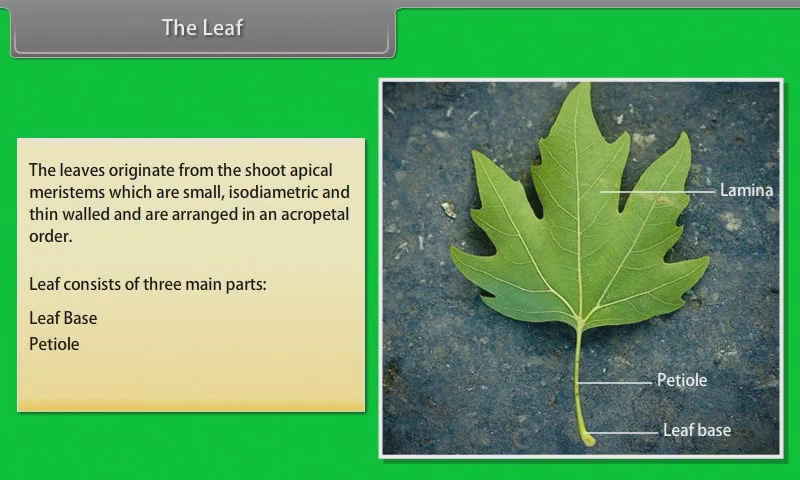 The Leaf
The leaves originate from the shoot apical
meristems which are small, isodiametric and
thin walled and are arranged in an acropetal
order.
Leaf consists of three main parts:
Leaf Base
Petiole
Lamina
Petiole
Leaf base